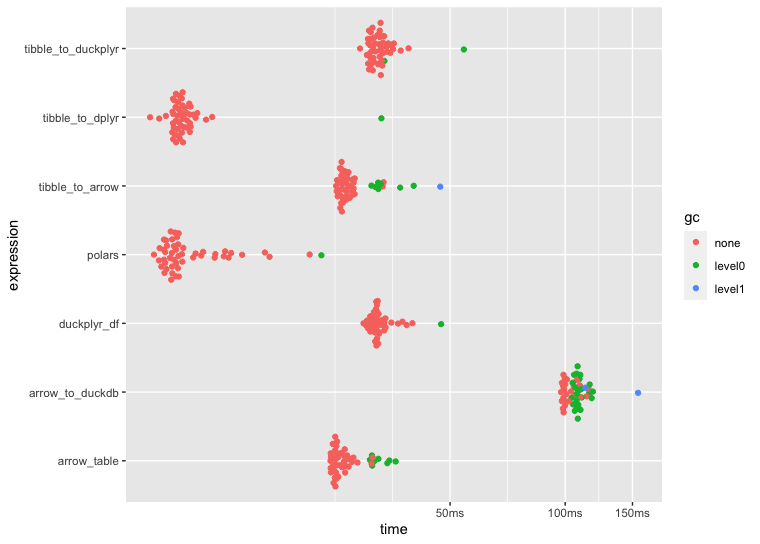 tibble_to_duckplyr
tibble_to_dplyr
tibble_to_arrow
polars
duckplyr_df
arrow_to_duckdb
arrow_table
expression
50ms
100ms
150ms
time
gc
none
level0
level1